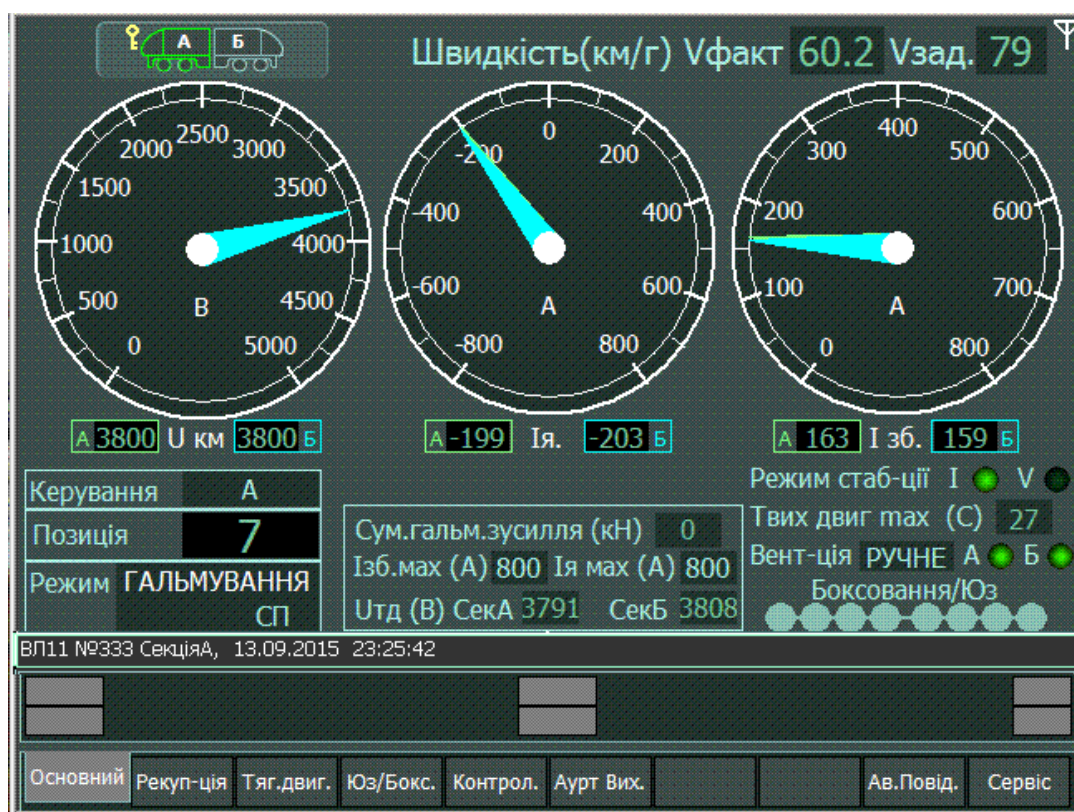 А Б
Швидкість(км/г) Vфакт 60.2 Vзад. 79
0 500 1000 1500 2000 2500 3000 3500 4000 4500 5000
В
-800 -600 -400 -200 0 200 400 600 800
А
0 100 200 300 400 500 600 700 800
А
А 3800 U км 3800 Б
А -199 Iя. -203 Б
А 163 I зб. 159 Б
Керування А
Позиція 7
Режим ГАЛЬМУВАННЯ
СП
Сум.гальм.зусилля (кН) 0
Iзб.мах (А) 800 Iя мах (А) 800
Uтд (В) СекА 3791 СекБ 3808
Режим стаб-ції I V
Твих двиг max (С) 27
Вент-ція РУЧНЕ А Б
Боксовання/Юз
ВЛ11 №333 СекціяА, 13.09.2015 23:25:42
Основний Рекуп-ція Тяг.двиг. Юз/Бокс. Контрол. Аурт Вих. Ав.Повід. Сервіс